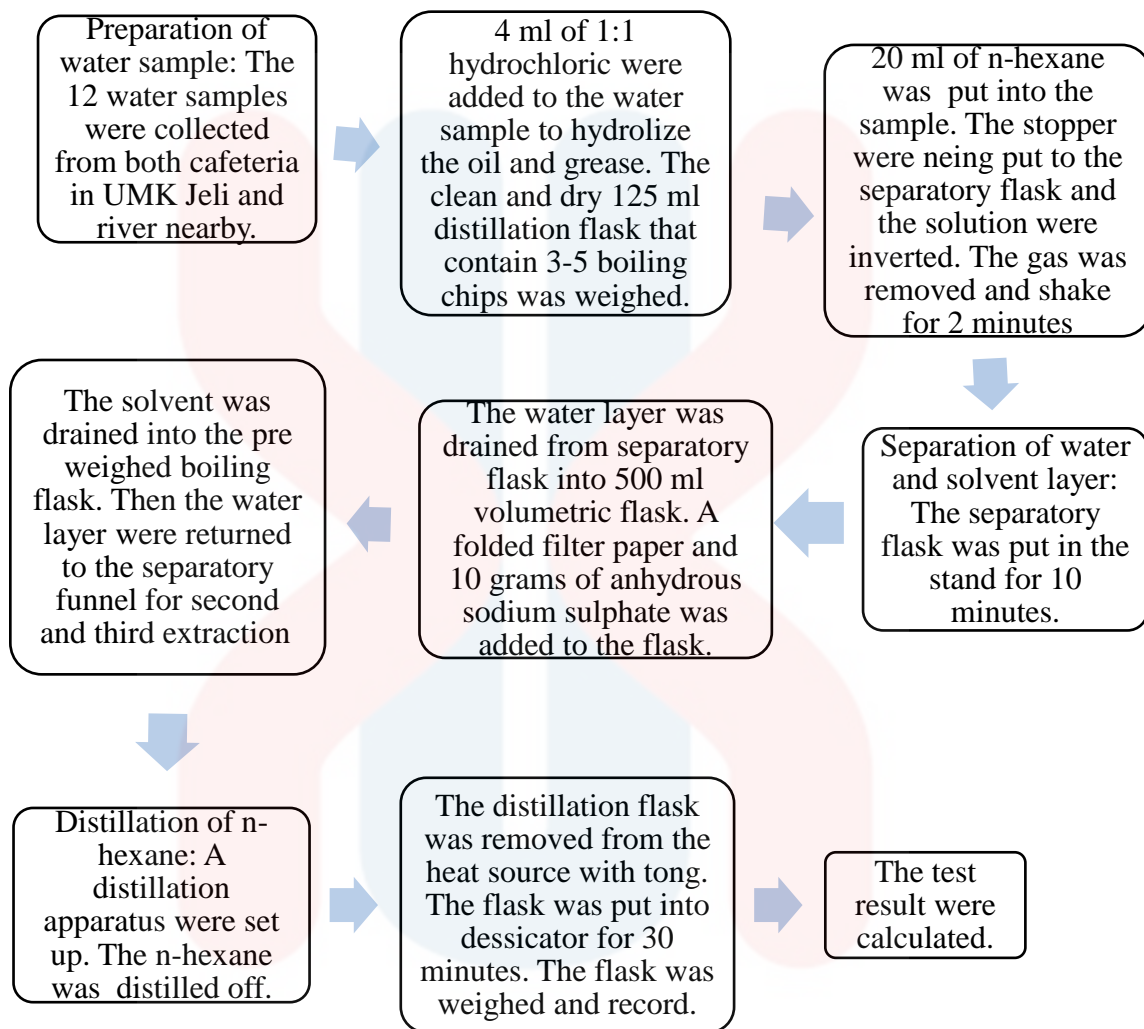 Preparation of
water sample: The
12 water samples
were collected
from both cafeteria
in UMK Jeli and
river nearby.
4 ml of 1:1
hydrochloric were
added to the water
sample to hydrolize
the oil and grease. The
clean and dry 125 ml
distillation flask that
contain 3-5 boiling
chips was weighed.
20 ml of n-hexane
was put into the
sample. The stopper
were neing put to the
separatory flask and
the solution were
inverted. The gas was
removed and shake
for 2 minutes
Separation of water
and solvent layer:
The separatory
flask was put in the
stand for 10
minutes.
The water layer was
drained from separatory
flask into 500 ml
volumetric flask. A
folded filter paper and
10 grams of anhydrous
sodium sulphate was
added to the flask.
The solvent was
drained into the pre
weighed boiling
flask. Then the water
layer were returned
to the separatory
funnel for second
and third extraction
Distillation of n-
hexane: A
distillation
apparatus were set
up. The n-hexane
was distilled off.
The distillation flask
was removed from the
heat source with tong.
The flask was put into
dessicator for 30
minutes. The flask was
weighed and record.
The test
result were
calculated.